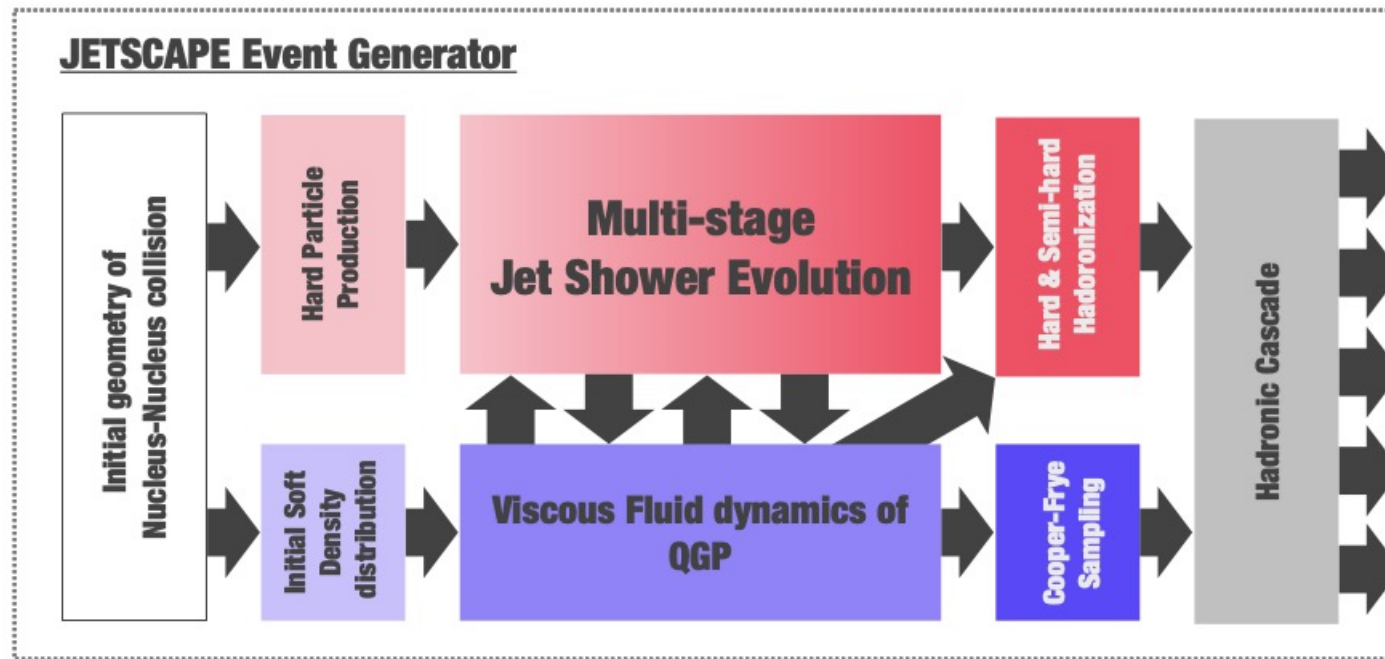 JETSCAPE Event Generator
Initial geometry of
Nucleus-Nucleus collision
Hard Particle
Production
Multi-stage
Jet Shower Evolution
Hard & Semi-hard
Hadoronization
Initial Soft
Density
distribution
Viscous Fluid dynamics of
QGP
Cooper-Frye
Sampling
Hadronic Cascade